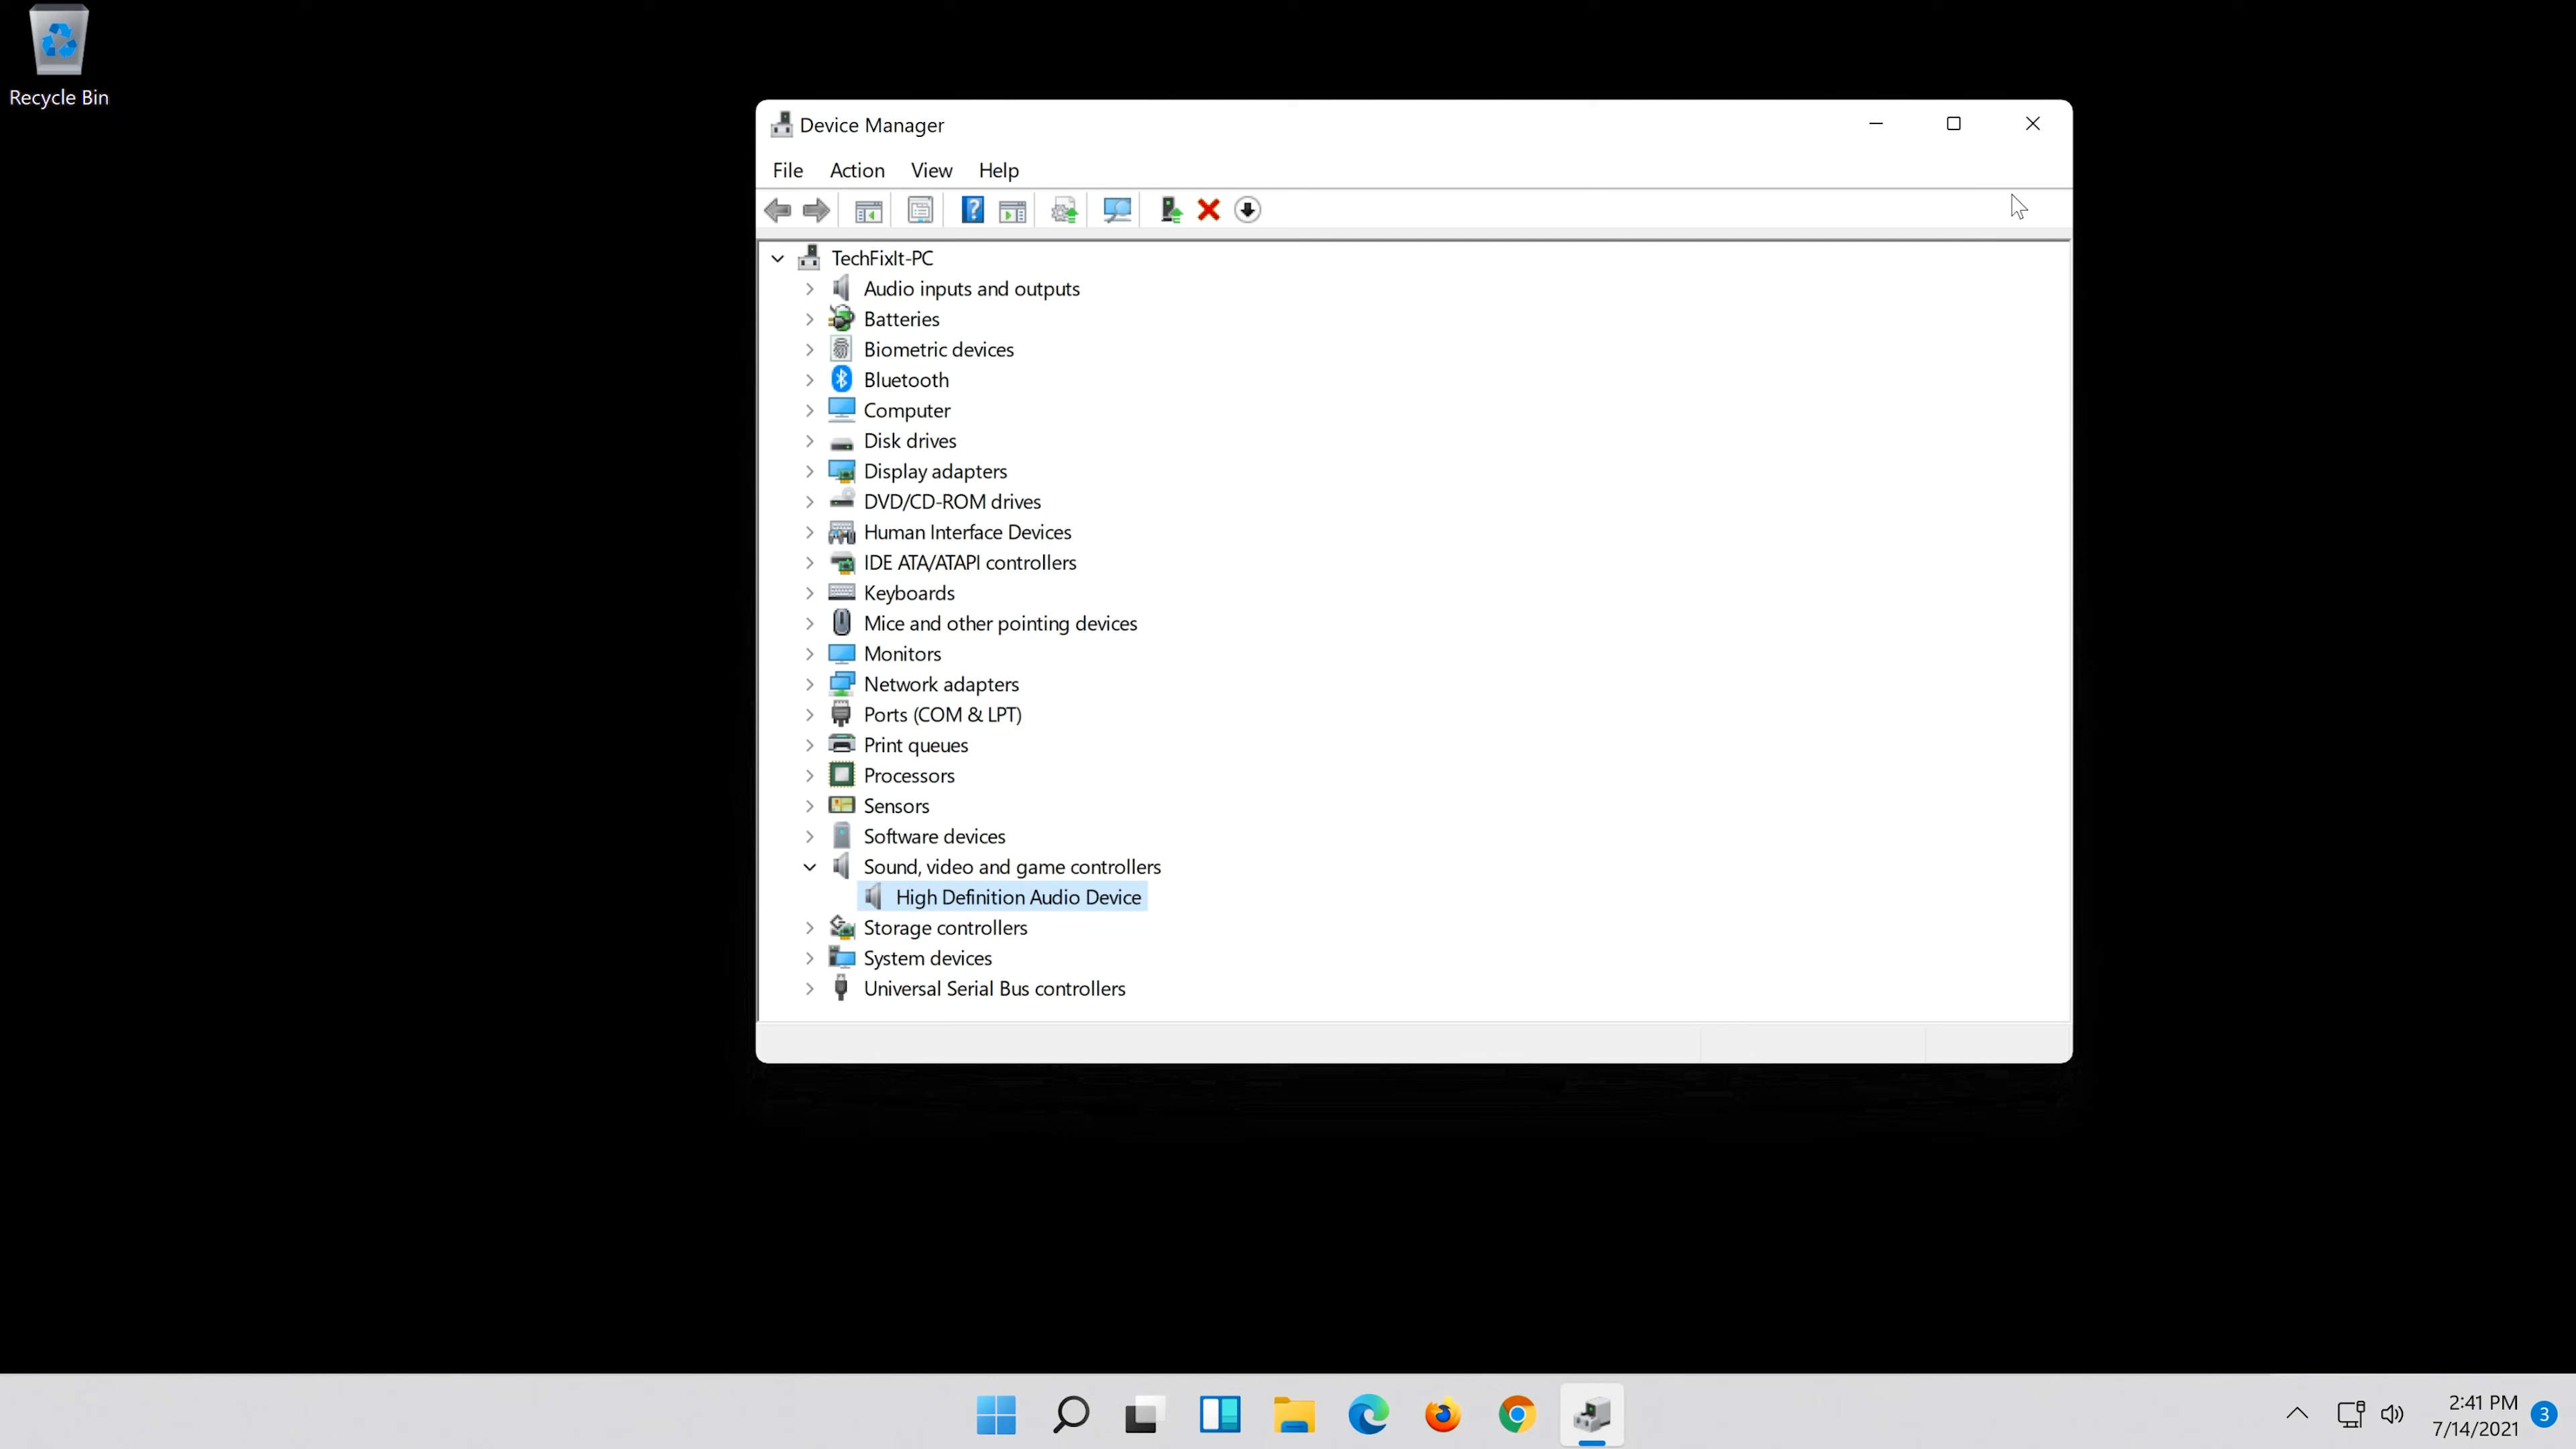 Recycle Bin
Device Manager
File Action View Help
TechFixIt-PC
Audio inputs and outputs
Batteries
Biometric devices
Bluetooth
Computer
Disk drives
Display adapters
DVD/CD-ROM drives
Human Interface Devices
IDE ATA/ATAPI controllers
Keyboards
Mice and other pointing devices
Monitors
Network adapters
Ports (COM & LPT)
Print queues
Processors
Sensors
Software devices
Sound, video and game controllers
High Definition Audio Device
Storage controllers
System devices
Universal Serial Bus controllers
2:41 PM
7/14/2021
3